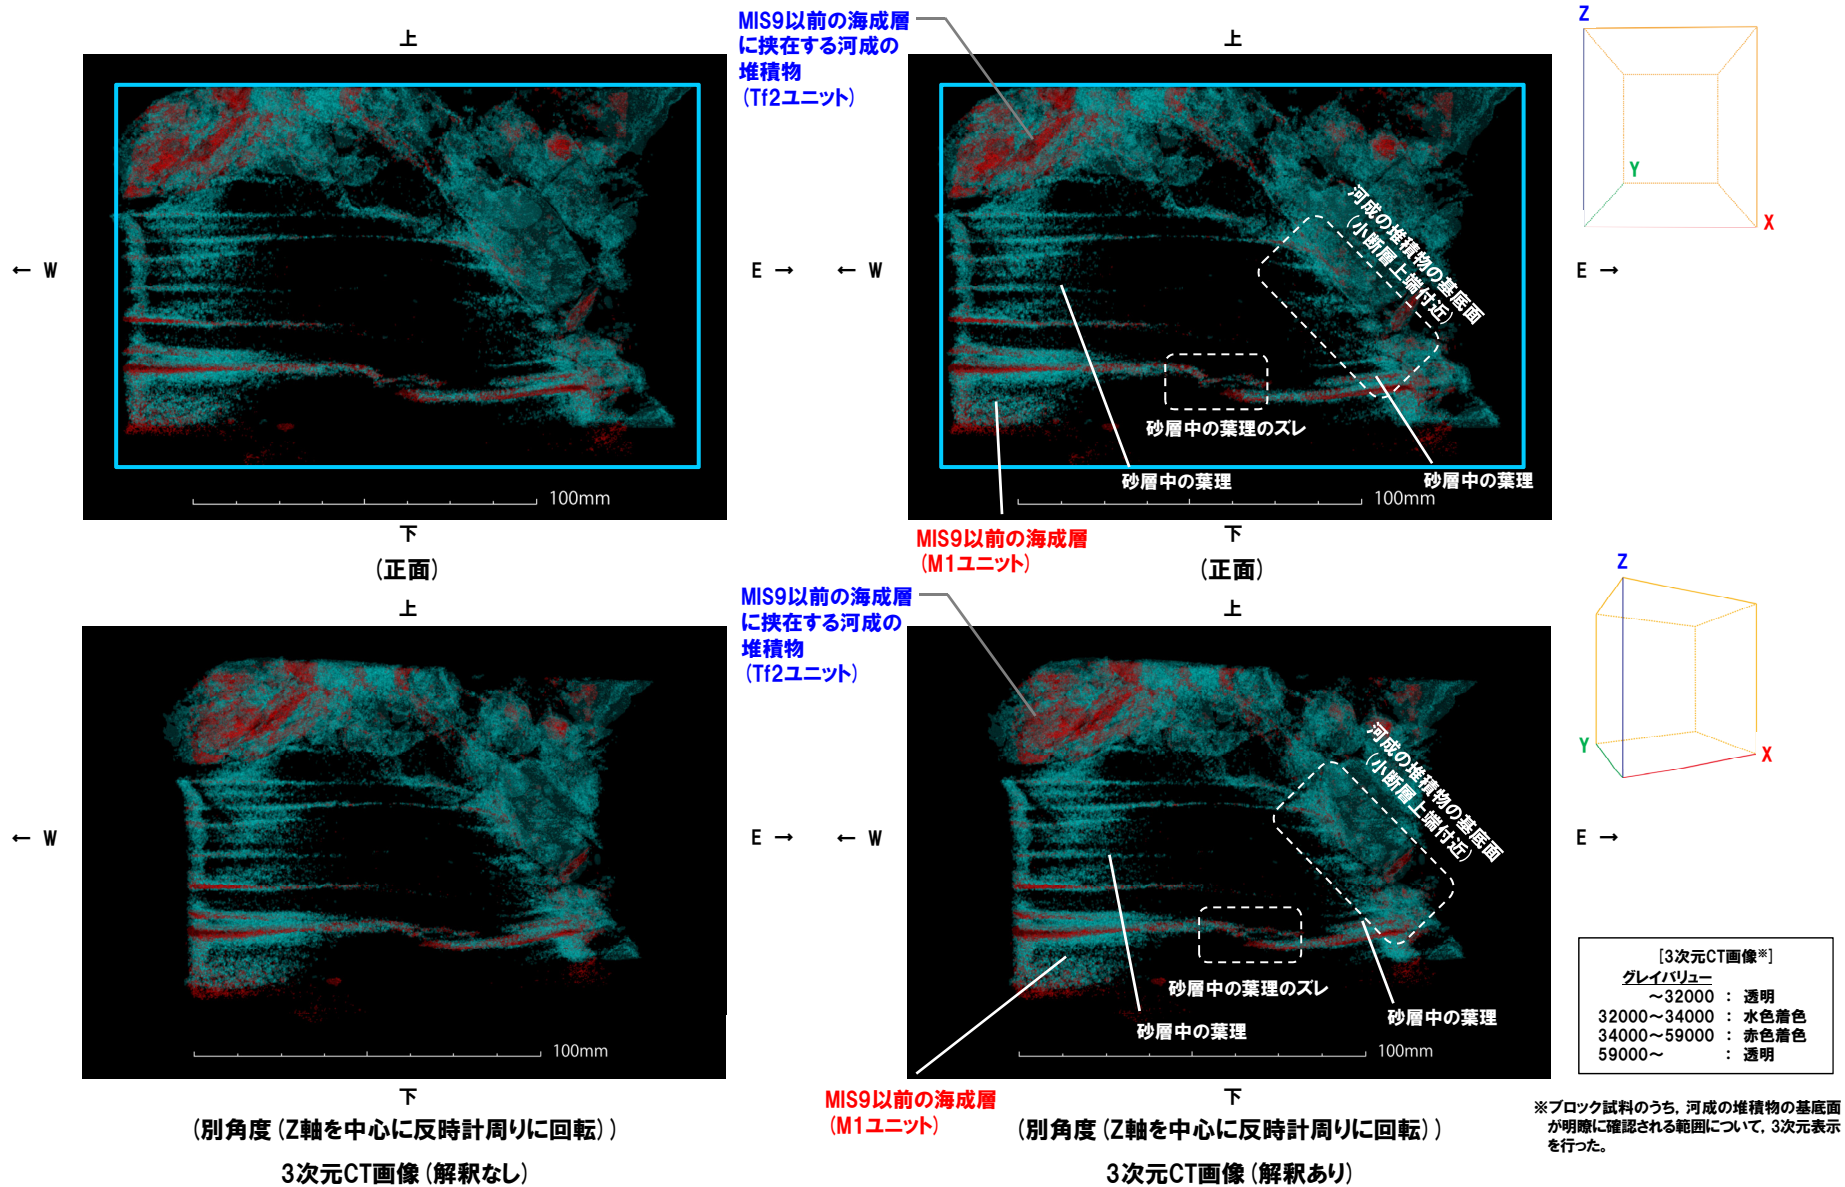 上
← W
E →
100mm
下
(正面)
MIS9以前の海成層
に挟在する河成の
堆積物
(Tf2ユニット)
上
← W
E →
河成の堆積物の基底面
(小断層上端付近)
砂層中の葉理のズレ
砂層中の葉理
砂層中の葉理
100mm
MIS9以前の海成層
(M1ユニット)
下
(正面)
Z
Y
X
上
← W
E →
100mm
下
(別角度(Z軸を中心に反時計周りに回転))
3次元CT画像(解釈なし)
MIS9以前の海成層
に挟在する河成の
堆積物
(Tf2ユニット)
上
← W
E →
河成の堆積物の基底面
(小断層上端付近)
砂層中の葉理のズレ
砂層中の葉理
砂層中の葉理
100mm
MIS9以前の海成層
(M1ユニット)
下
(別角度(Z軸を中心に反時計周りに回転))
3次元CT画像(解釈あり)
Z
Y
X
[3次元CT画像※]
グレイバリュー
～32000 : 透明
32000～34000 : 水色着色
34000～59000 : 赤色着色
59000～ : 透明
※ブロック試料のうち，河成の堆積物の基底面
が明瞭に確認される範囲について，3次元表示
を行った。